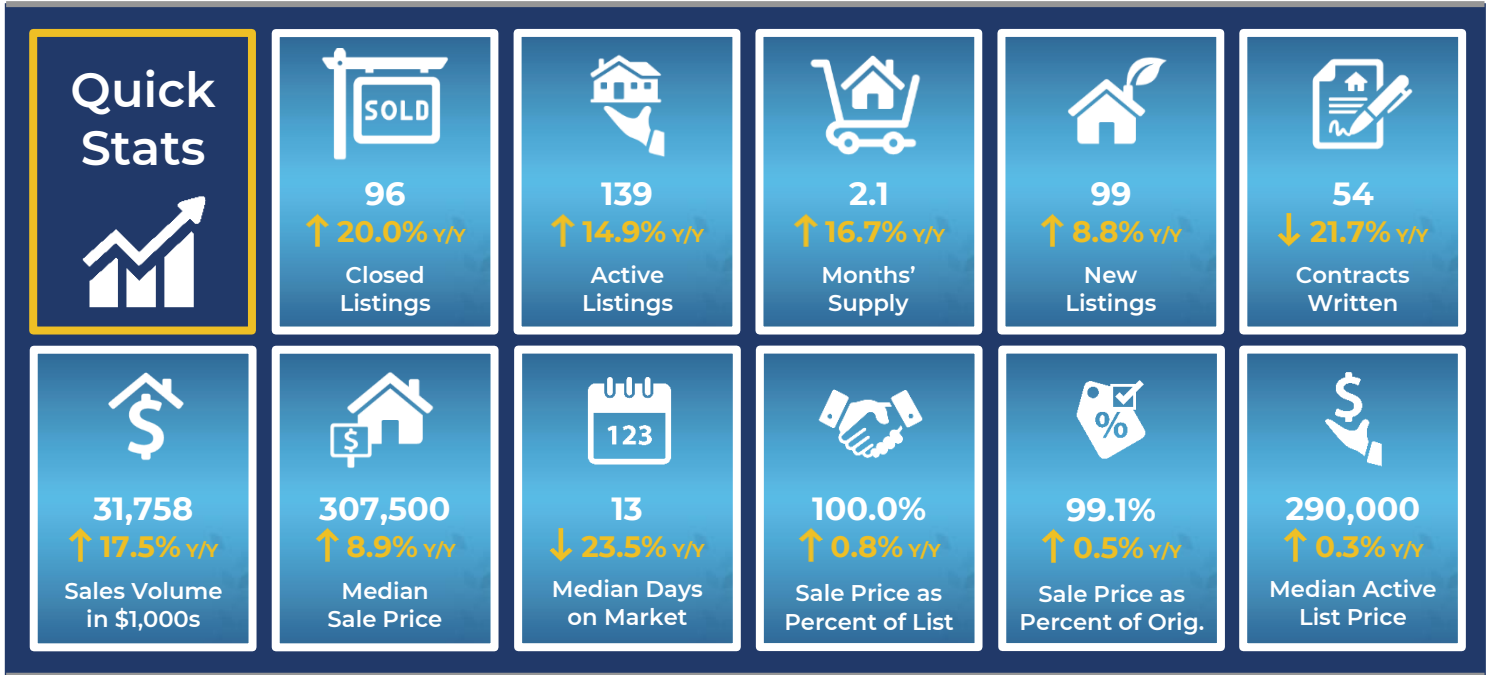 Quick
Stats
SOLD
96
↑ 20.0% Y/Y
Closed
Listings
139
↑ 14.9% Y/Y
Active
Listings
2.1
↑ 16.7% Y/Y
Months’
Supply
99
↑ 8.8% Y/Y
New
Listings
54
↓ 21.7% Y/Y
Contracts
Written
$
31,758
↑ 17.5% Y/Y
Sales Volume
in $1,000s
$
307,500
↑ 8.9% Y/Y
Median
Sale Price
123
13
↓ 23.5% Y/Y
Median Days
on Market
100.0%
↑ 0.8% Y/Y
Sale Price as
Percent of List
%
99.1%
↑ 0.5% Y/Y
Sale Price as
Percent of Orig.
$
290,000
↑ 0.3% Y/Y
Median Active
List Price